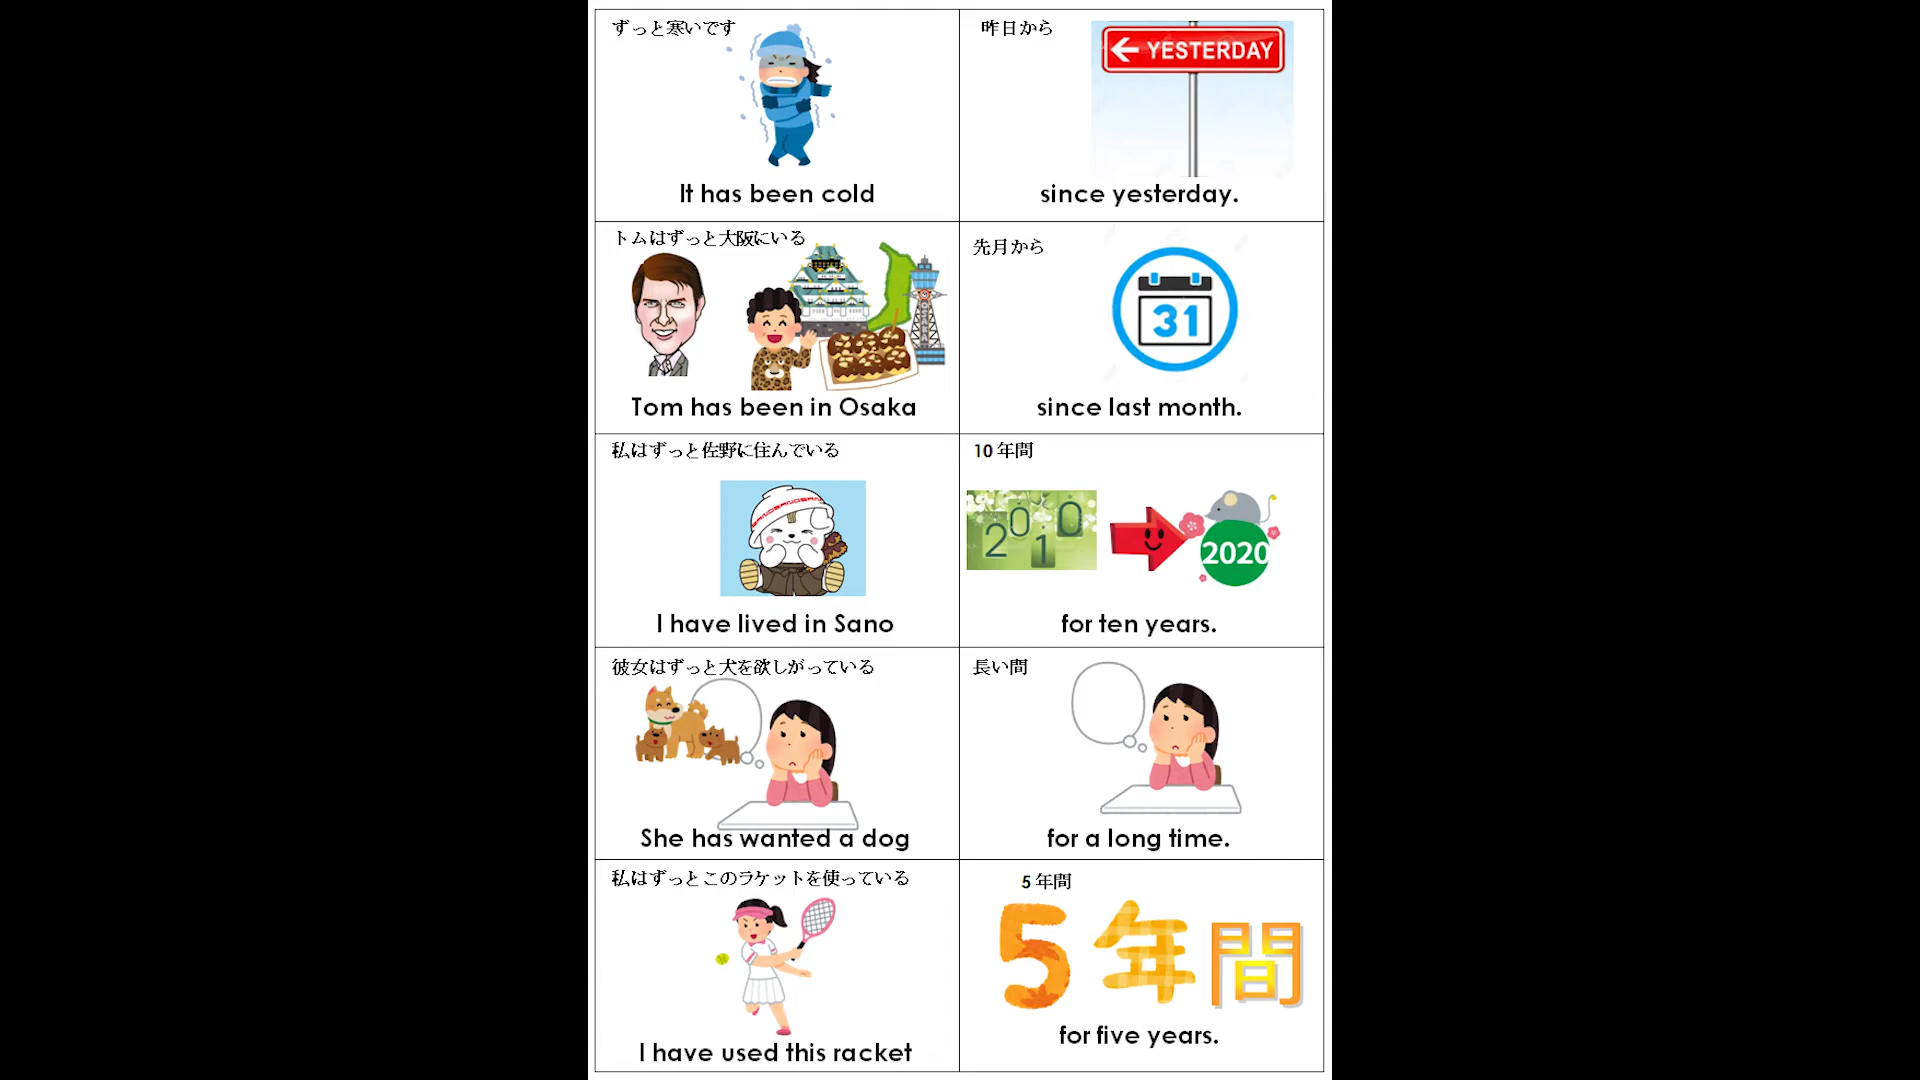 ずっと寒いです
昨日から
YESTERDAY
It has been cold
since yesterday.
トムはずっと大阪にいる
先月から
31
Tom has been in Osaka
since last month.
私はずっと佐野に住んでいる
10年間
SANOSANOSAN
2010
2020
I have lived in Sano
for ten years.
彼女はずっと犬を欲しがっている
長い間
She has wanted a dog
for a long time.
私はずっとこのラケットを使っている
5年間
5年間
I have used this racket
for five years.